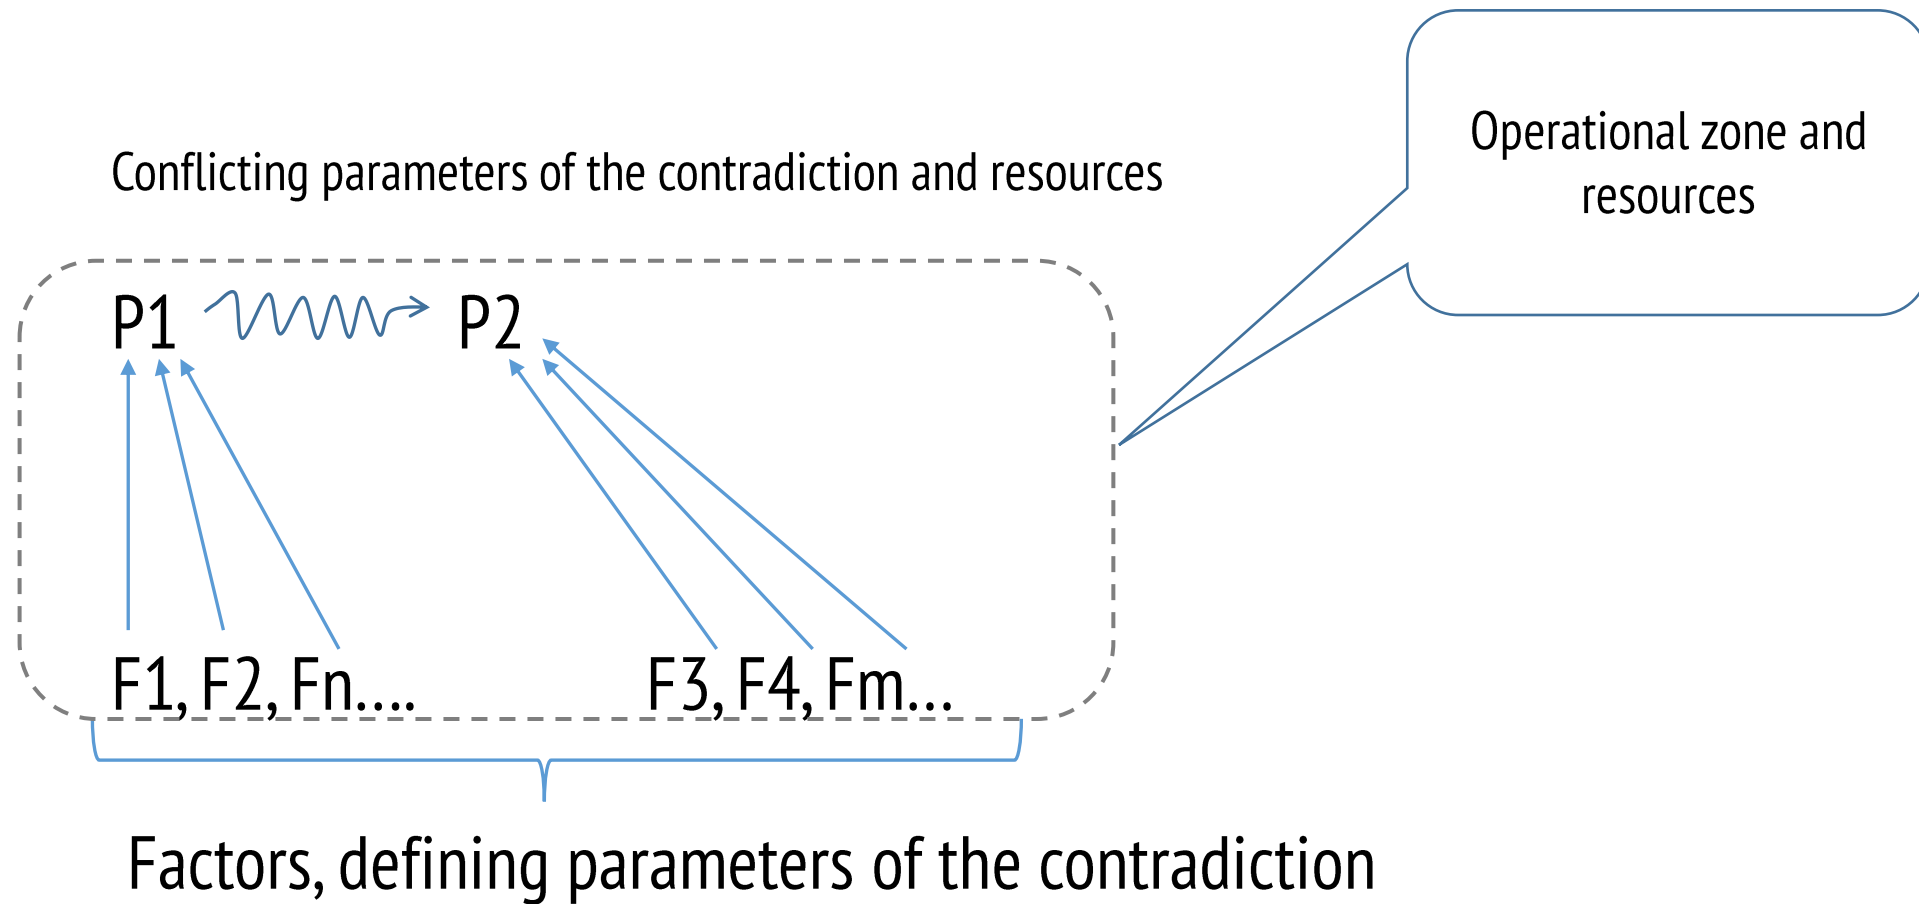 Operational zone and
resources
Conflicting parameters of the contradiction and resources
P1 P2
F1, F2, Fn.... F3, F4, Fm...
Factors, defining parameters of the contradiction